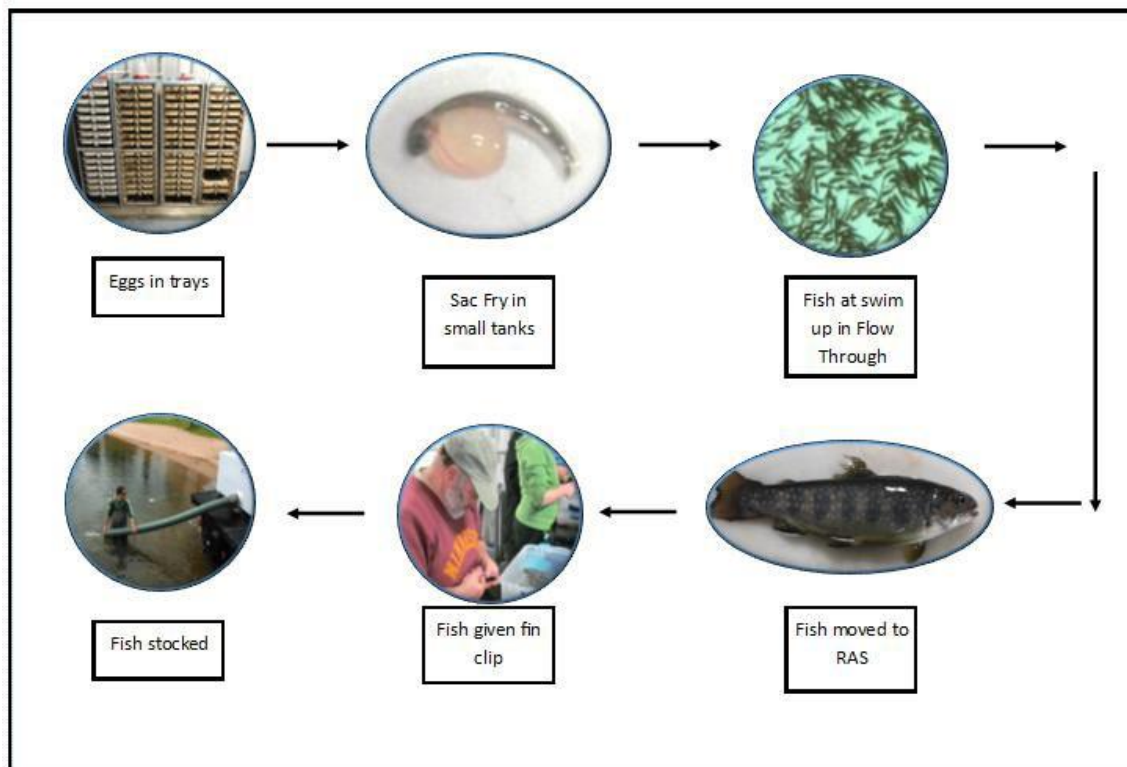 Eggs in trays
Sac Fry in
small tanks
Fish at swim
up in Flow
Through
Fish stocked
Fish given fin
clip
Fish moved to
RAS